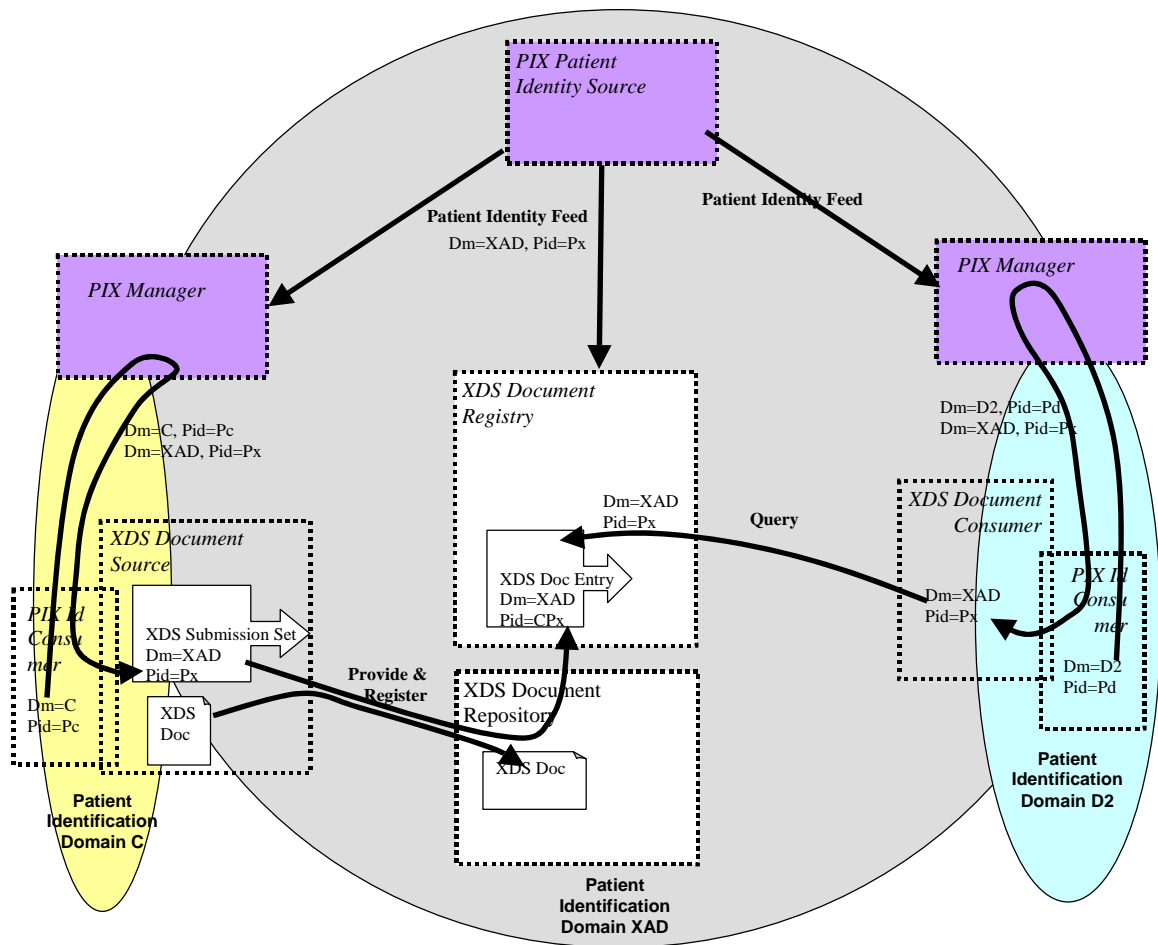 PIX Patient
Identity Source
Patient Identity Feed
Dm=XAD, Pid=Px
Patient Identity Feed
PIX Manager
PIX Manager
Dm=C, Pid=Pc
Dm=XAD, Pid=Px
XDS Document
Registry
Dm=D2, Pid=Pd
Dm=XAD, Pid=Px
Dm=XAD
Pid=Px
Query
XDS Document
Consumer
XDS Document
Source
XDS Doc Entry
Dm=XAD
Pid=CPx
Dm=XAD
Pid=Px
PIX Id
Consu
mer
Dm=D2
Pid=Pd
PIX Id
Consu
mer
Dm=C
Pid=Pc
XDS Submission Set
Dm=XAD
Pid=Px
XDS
Doc
Provide &
Register
XDS Document
Repository
XDS Doc
Patient
Identification
Domain C
Patient
Identification
Domain D2
Patient
Identification
Domain XAD